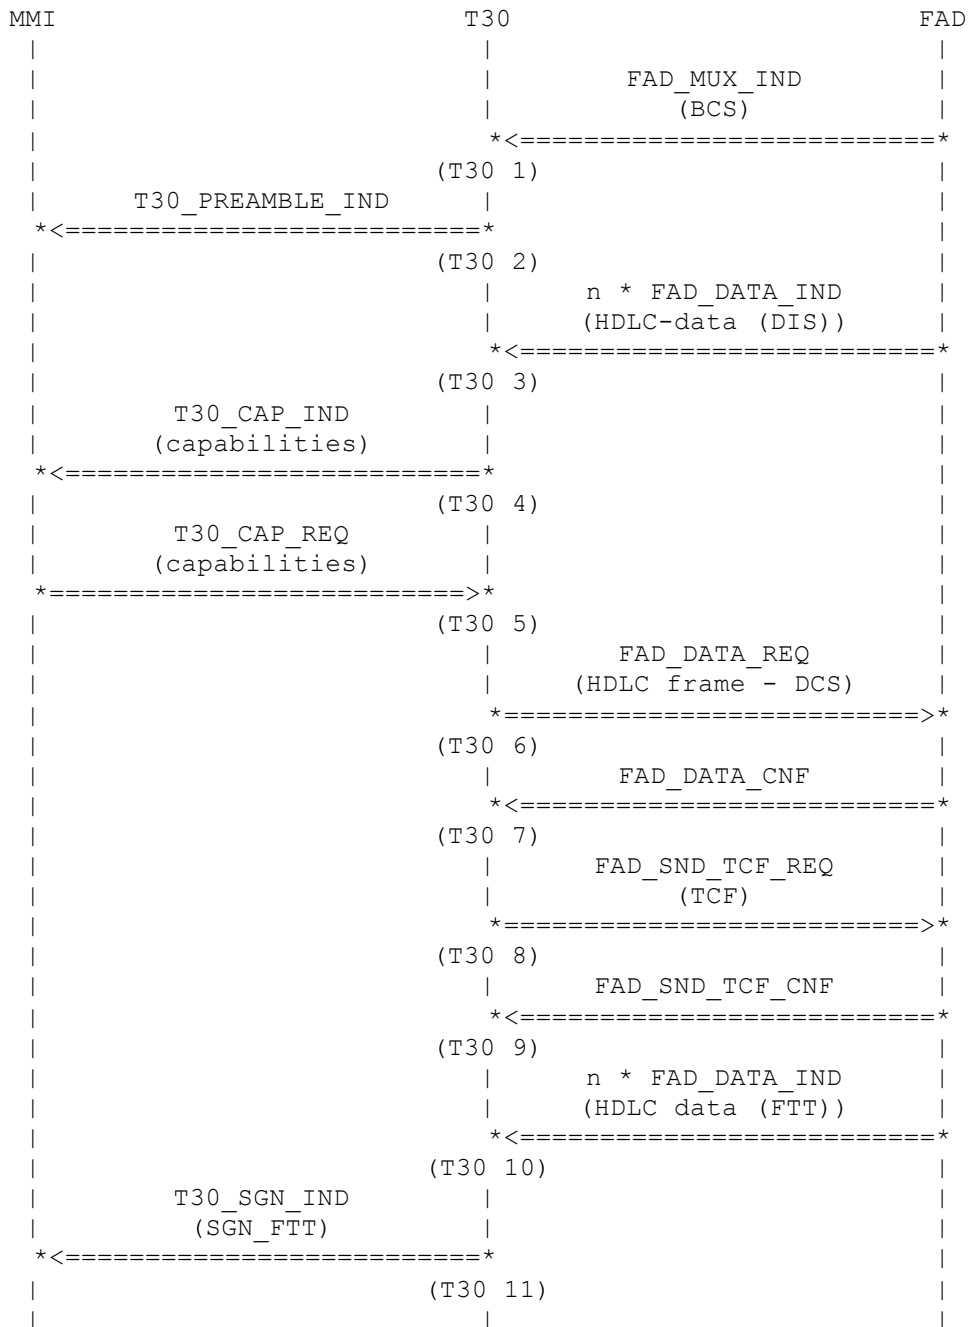 MMI T30 FAD
FAD_MUX_IND
(BCS)
*<==========================*
(T30 1)
T30_PREAMBLE_IND
*<==========================*
(T30 2)
n * FAD_DATA_IND
(HDLC-data (DIS))
*<==========================*
(T30 3)
T30_CAP_IND
(capabilities)
*<==========================*
(T30 4)
T30_CAP_REQ
(capabilities)
*==========================>*
(T30 5)
FAD_DATA_REQ
(HDLC frame - DCS)
*==========================>*
(T30 6)
FAD_DATA_CNF
*<==========================*
(T30 7)
FAD_SND_TCF_REQ
(TCF)
*==========================>*
(T30 8)
FAD_SND_TCF_CNF
*<==========================*
(T30 9)
n * FAD_DATA_IND
(HDLC data (FTT))
*<==========================*
(T30 10)
T30_SGN_IND
(SGN_FTT)
*<==========================*
(T30 11)